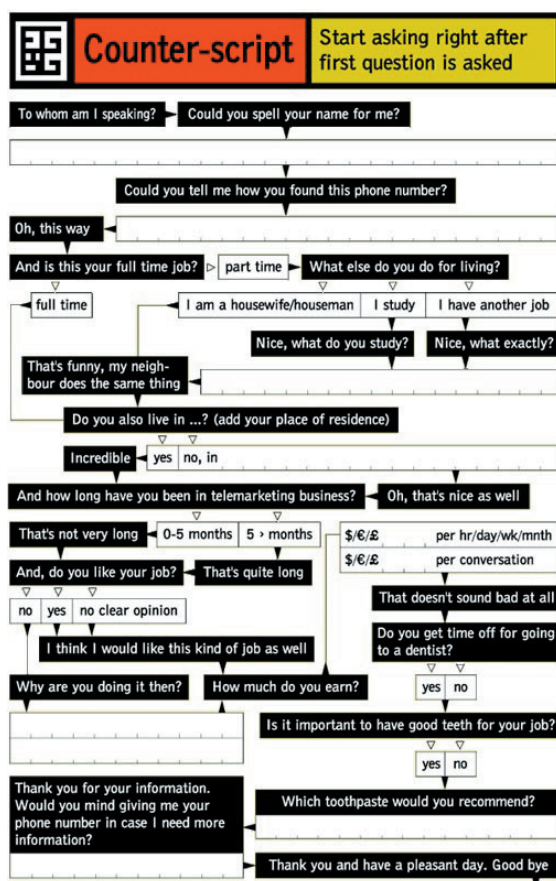 Counter-script
Start asking right after
first question is asked
To whom am I speaking?
Could you spell your name for me?
Could you tell me how you found this phone number?
Oh, this way
And is this your full time job?
part time
What else do you do for living?
full time
I am a housewife/houseman
I study
I have another job
Nice, what do you study?
Nice, what exactly?
That's funny, my neigh-
bour does the same thing
Do you also live in ...? (add your place of residence)
Incredible
yes
no, in
And how long have you been in telemarketing business?
Oh, that's nice as well
That's not very long
0-5 months
5 › months
$/€/£
per hr/day/wk/mnth
$/€/£
per conversation
And, do you like your job?
That's quite long
no
yes
no clear opinion
That doesn't sound bad at all
I think I would like this kind of job as well
Do you get time off for going
to a dentist?
Why are you doing it then?
How much do you earn?
yes
no
Is it important to have good teeth for your job?
yes
no
Thank you for your information.
Would you mind giving me your
phone number in case I need more
information?
Which toothpaste would you recommend?
Thank you and have a pleasant day. Good bye